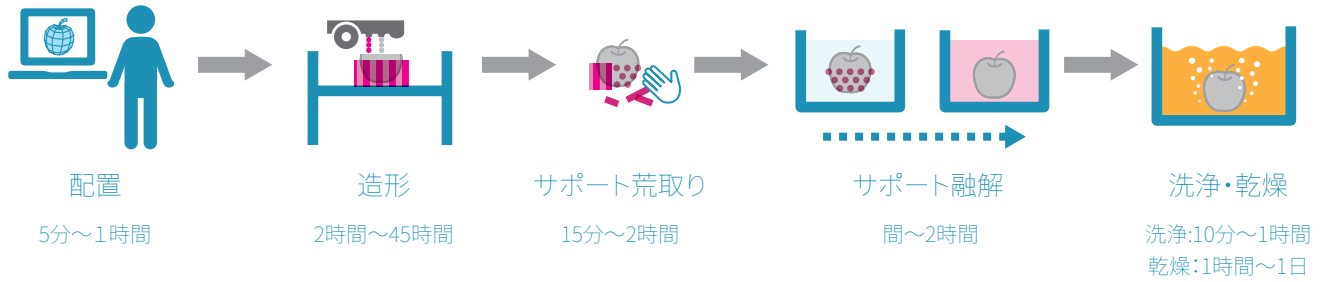 配置
5分～1時間
造形
2時間～45時間
サポート荒取り
15分～2時間
サポート融解
間～2時間
洗浄・乾燥
洗浄:10分～1時間
乾燥：1時間～1日